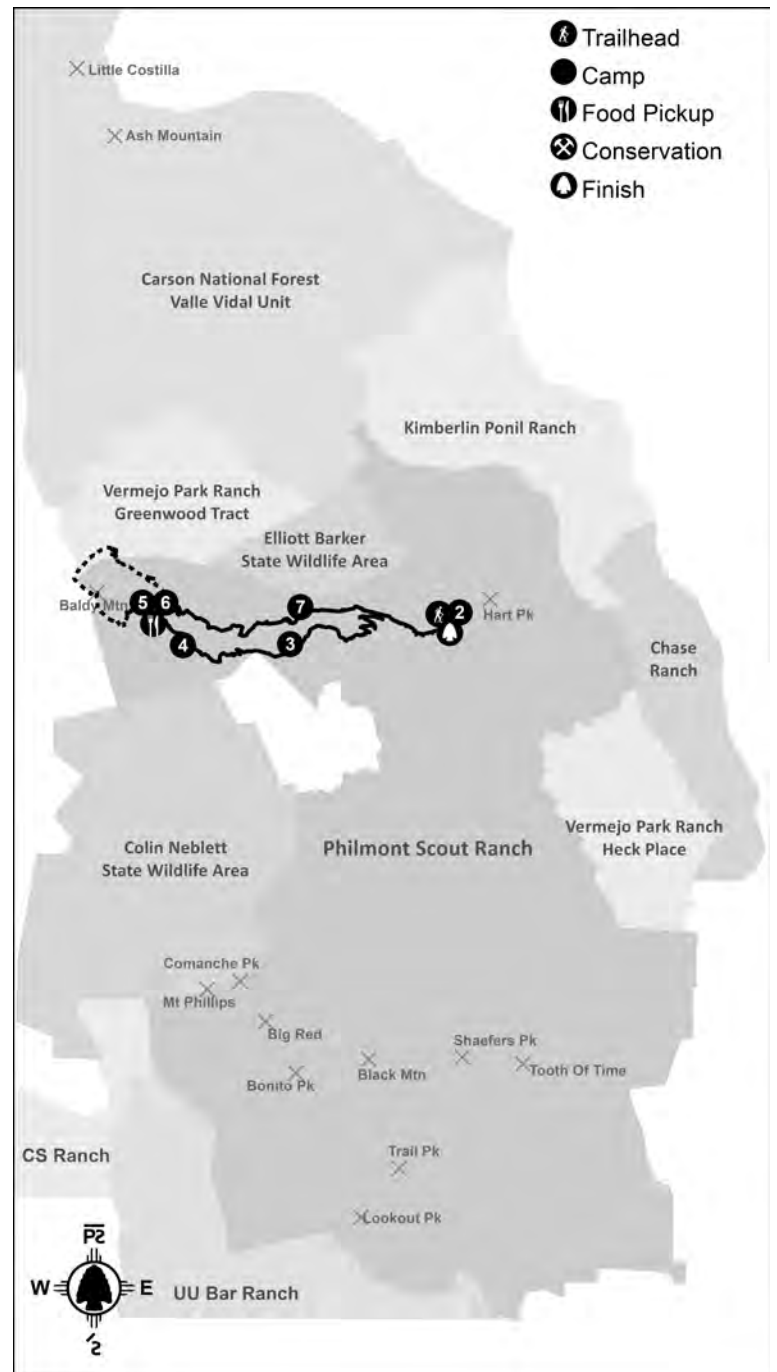 Trailhead
Camp
Food Pickup
Conservation
Finish
Little Costilla
Ash Mountain
Carson National Forest
Valle Vidal Unit
Kimberlin Ponil Ranch
Vermejo Park Ranch
Greenwood Tract
Elliott Barker
State Wildlife Area
Baldy Mtn
5
6
7
2
Hart Pk
4
3
Chase
Ranch
Colin Neblett
State Wildlife Area
Philmont Scout Ranch
Vermejo Park Ranch
Heck Place
Comanche Pk
Mt Phillips
Big Red
Shaefers Pk
Black Mtn
Tooth Of Time
Bonito Pk
CS Ranch
Trail Pk
Lookout Pk
W
E
UU Bar Ranch